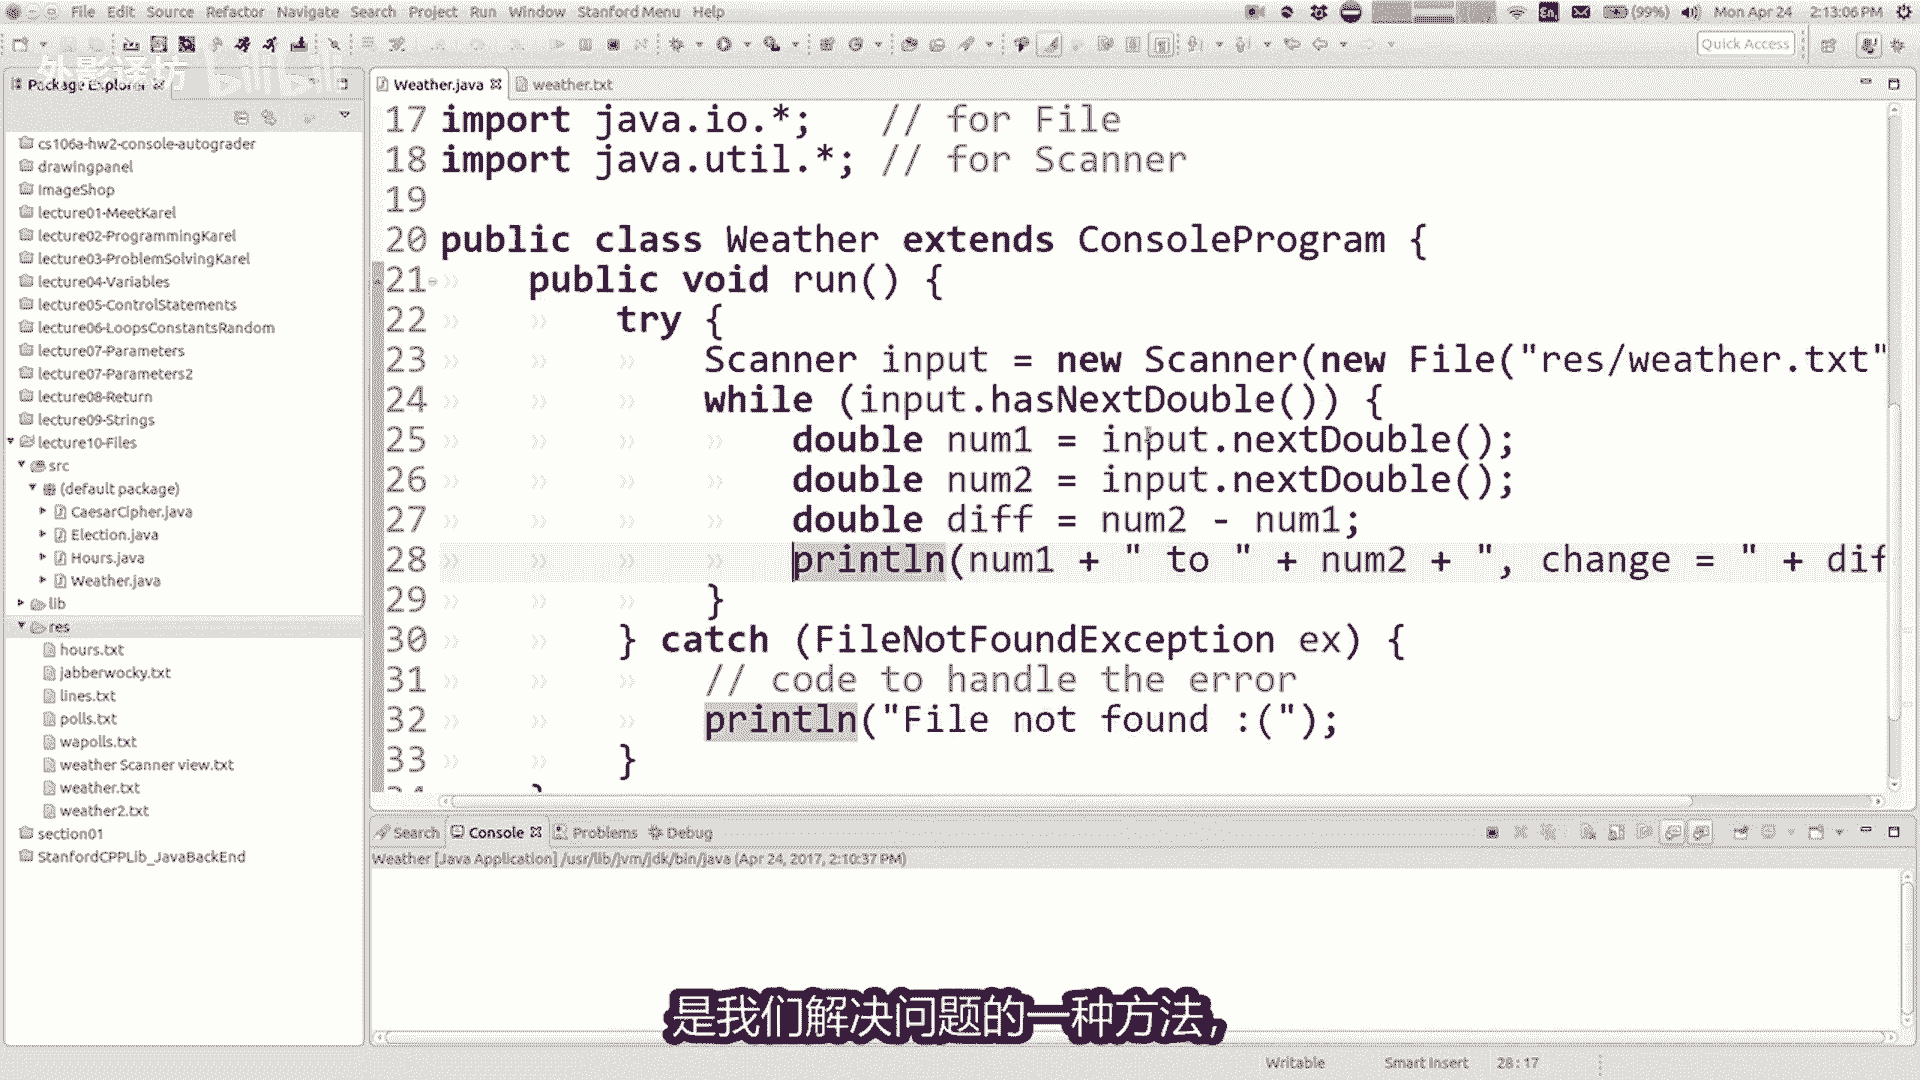 File Edit Source Refactor Navigate Search Project Run Window Stanford Menu Help
En
(99%)
Mon Apr 24 2:13:06 PM
Quick Access
外影译坊 bilibili
Package Explorer
Weather.java
weather.txt
cs106a-hw2-console-autograder
drawingpanel
ImageShop
lecture01-MeetKarel
lecture02-ProgrammingKarel
lecture03-ProblemSolvingKarel
lecture04-Variables
lecture05-ControlStatements
lecture06-LoopsConstantsRandom
lecture07-Parameters
lecture07-Parameters2
lecture08-Return
lecture09-Strings
lecture10-Files
src
(default package)
CaesarCipher.java
Election.java
Hours.java
Weather.java
lib
res
hours.txt
jabberwocky.txt
lines.txt
polls.txt
wapolls.txt
weather Scanner view.txt
weather.txt
weather2.txt
section01
StanfordCPPLib_JavaBackEnd
17 import java.io.*; // for File
18 import java.util.*; // for Scanner
19
20 public class Weather extends ConsoleProgram {
21 public void run() {
22 try {
23 Scanner input = new Scanner(new File("res/weather.txt"
24 while (input.hasNextDouble()) {
25 double num1 = input.nextDouble();
26 double num2 = input.nextDouble();
27 double diff = num2 - num1;
28 println(num1 + " to " + num2 + ", change = " + dif
29 }
30 } catch (FileNotFoundException ex) {
31 // code to handle the error
32 println("File not found :(");
33 }
Search Console Problems Debug
Weather [Java Application] /usr/lib/jvm/jdk/bin/java (Apr 24, 2017, 2:10:37 PM)
是我们解决问题的一种方法，
Writable Smart Insert 28 : 17